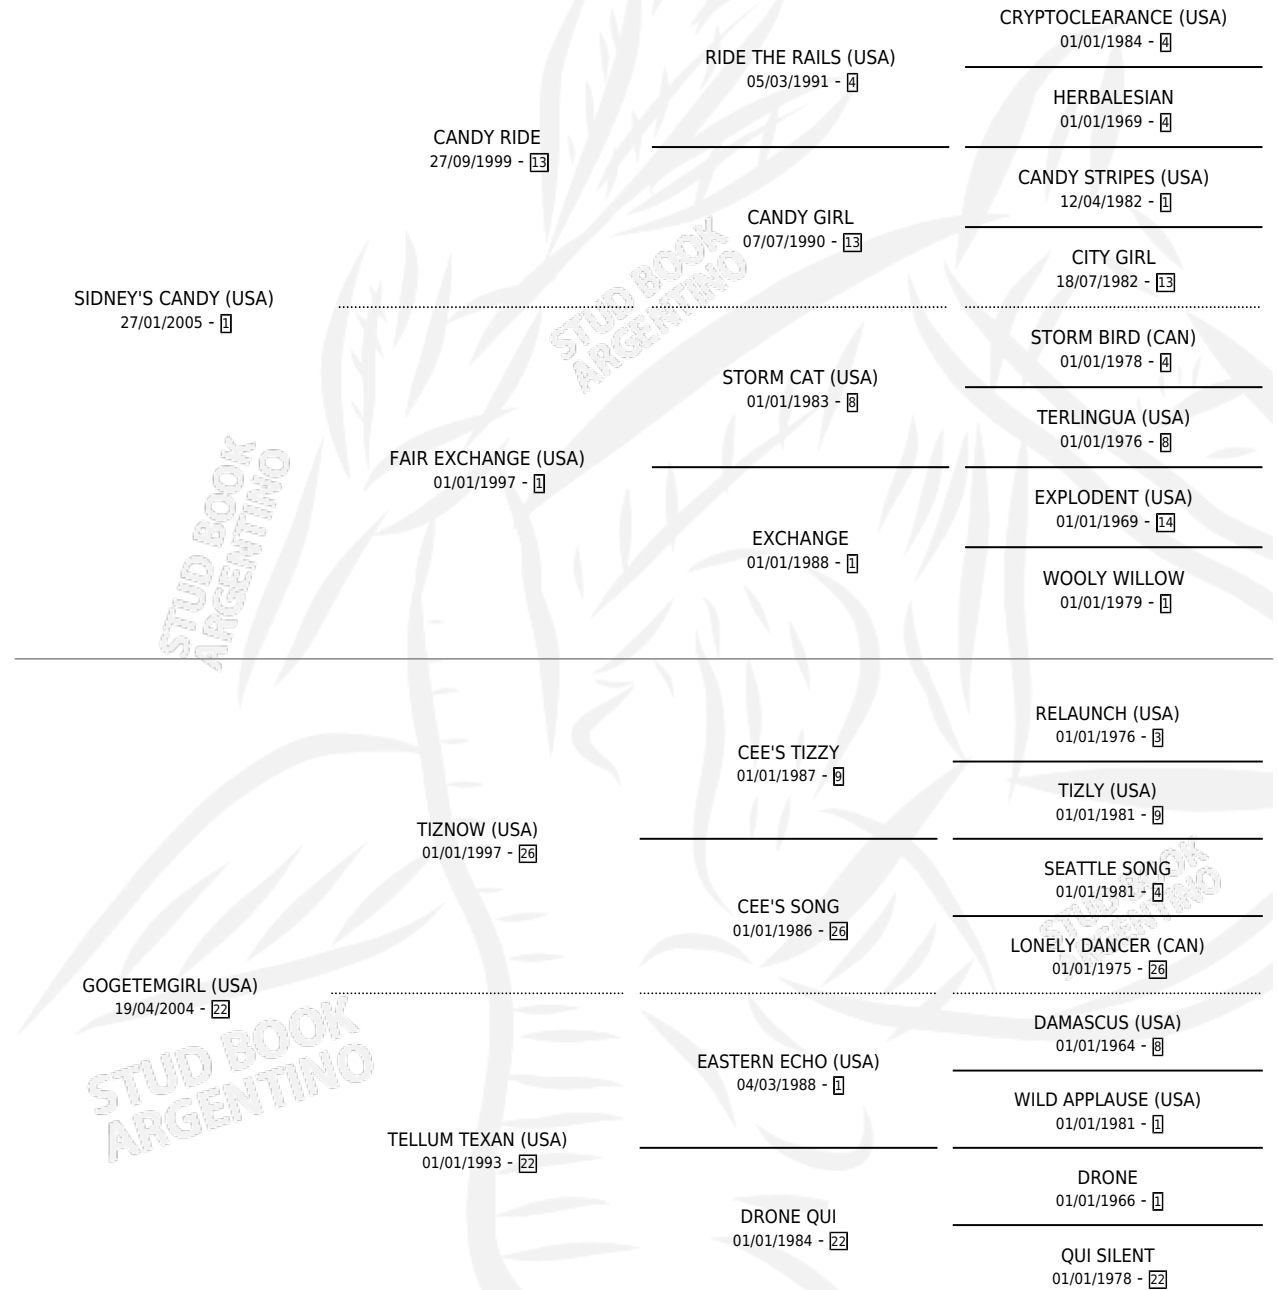 CRYPTOCLEARANCE (USA)
01/01/1984 - 4
RIDE THE RAILS (USA)
05/03/1991 - 4
HERBALESIAN
01/01/1969 - 4
CANDY RIDE
27/09/1999 - 13
CANDY STRIPES (USA)
12/04/1982 - 1
CANDY GIRL
07/07/1990 - 13
CITY GIRL
18/07/1982 - 13
SIDNEY'S CANDY (USA)
27/01/2005 - 1
STORM BIRD (CAN)
01/01/1978 - 4
STORM CAT (USA)
01/01/1983 - 8
TERLINGUA (USA)
01/01/1976 - 8
FAIR EXCHANGE (USA)
01/01/1997 - 1
EXPLODENT (USA)
01/01/1969 - 14
EXCHANGE
01/01/1988 - 1
WOOLY WILLOW
01/01/1979 - 1
RELAUNCH (USA)
01/01/1976 - 3
CEE'S TIZZY
01/01/1987 - 9
TIZLY (USA)
01/01/1981 - 9
TIZNOW (USA)
01/01/1997 - 26
SEATTLE SONG
01/01/1981 - 4
CEE'S SONG
01/01/1986 - 26
LONELY DANCER (CAN)
01/01/1975 - 26
GOGETEMGIRL (USA)
19/04/2004 - 22
DAMASCUS (USA)
01/01/1964 - 8
EASTERN ECHO (USA)
04/03/1988 - 1
WILD APPLAUSE (USA)
01/01/1981 - 1
TELLUM TEXAN (USA)
01/01/1993 - 22
DRONE
01/01/1966 - 1
DRONE QUI
01/01/1984 - 22
QUI SILENT
01/01/1978 - 22
STUD BOOK
ARGENTINO
STUD BOOK
ARGENTINO
STUD BOOK
ARGENTINO
STUD BOOK
ARGENTINO